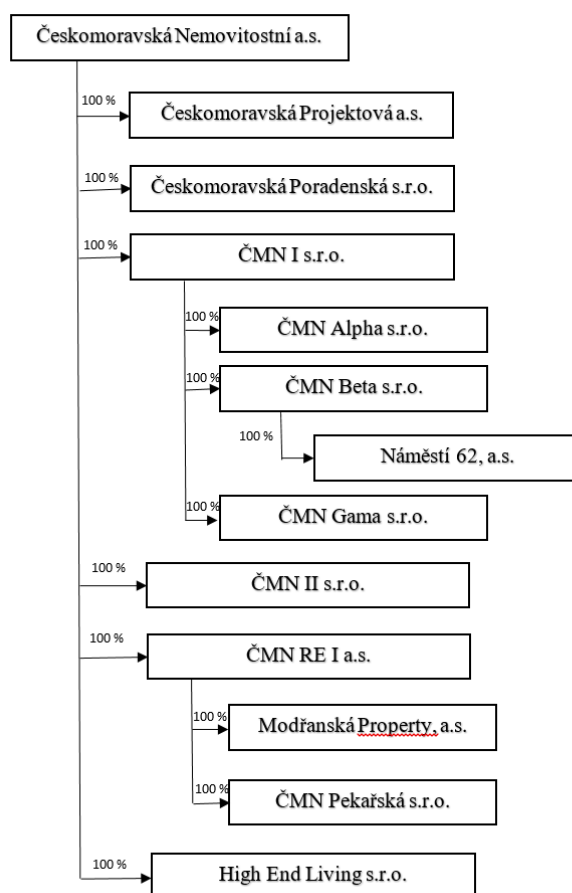 Českomoravská Nemovitostní a.s.
100 %
Českomoravská Projektová a.s.
100 %
Českomoravská Poradenská s.r.o.
100 %
ČMN I s.r.o.
100 %
ČMN Alpha s.r.o.
100 %
ČMN Beta s.r.o.
100 %
Náměstí 62, a.s.
100 %
ČMN Gama s.r.o.
100 %
ČMN II s.r.o.
100 %
ČMN RE I a.s.
100 %
Modřanská Property, a.s.
100 %
ČMN Pekařská s.r.o.
100 %
High End Living s.r.o.